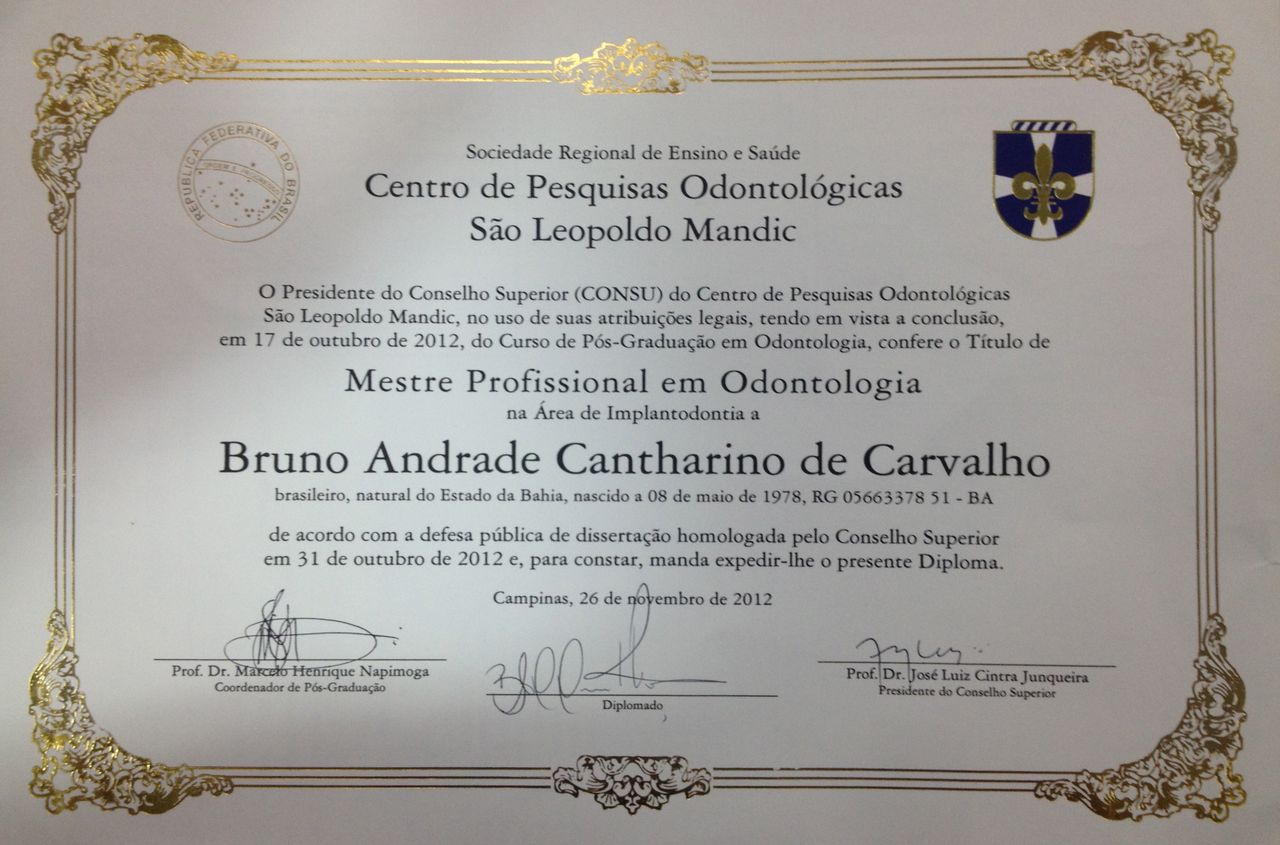 REPÚBLICA FEDERATIVA DO BRASIL
ORDEM E PROGRESSO
Sociedade Regional de Ensino e Saúde
Centro de Pesquisas Odontológicas
São Leopoldo Mandic
O Presidente do Conselho Superior (CONSU) do Centro de Pesquisas Odontológicas
São Leopoldo Mandic, no uso de suas atribuições legais, tendo em vista a conclusão,
em 17 de outubro de 2012, do Curso de Pós-Graduação em Odontologia, confere o Título de
Mestre Profissional em Odontologia
na Área de Implantodontia a
Bruno Andrade Cantharino de Carvalho
brasileiro, natural do Estado da Bahia, nascido a 08 de maio de 1978, RG 05663378 51 - BA
de acordo com a defesa pública de dissertação homologada pelo Conselho Superior
em 31 de outubro de 2012 e, para constar, manda expedir-lhe o presente Diploma.
Campinas, 26 de novembro de 2012
Prof. Dr. Marcelo Henrique Napimoga
Coordenador de Pós-Graduação
Diplomado
Prof. Dr. José Luiz Cintra Junqueira
Presidente do Conselho Superior